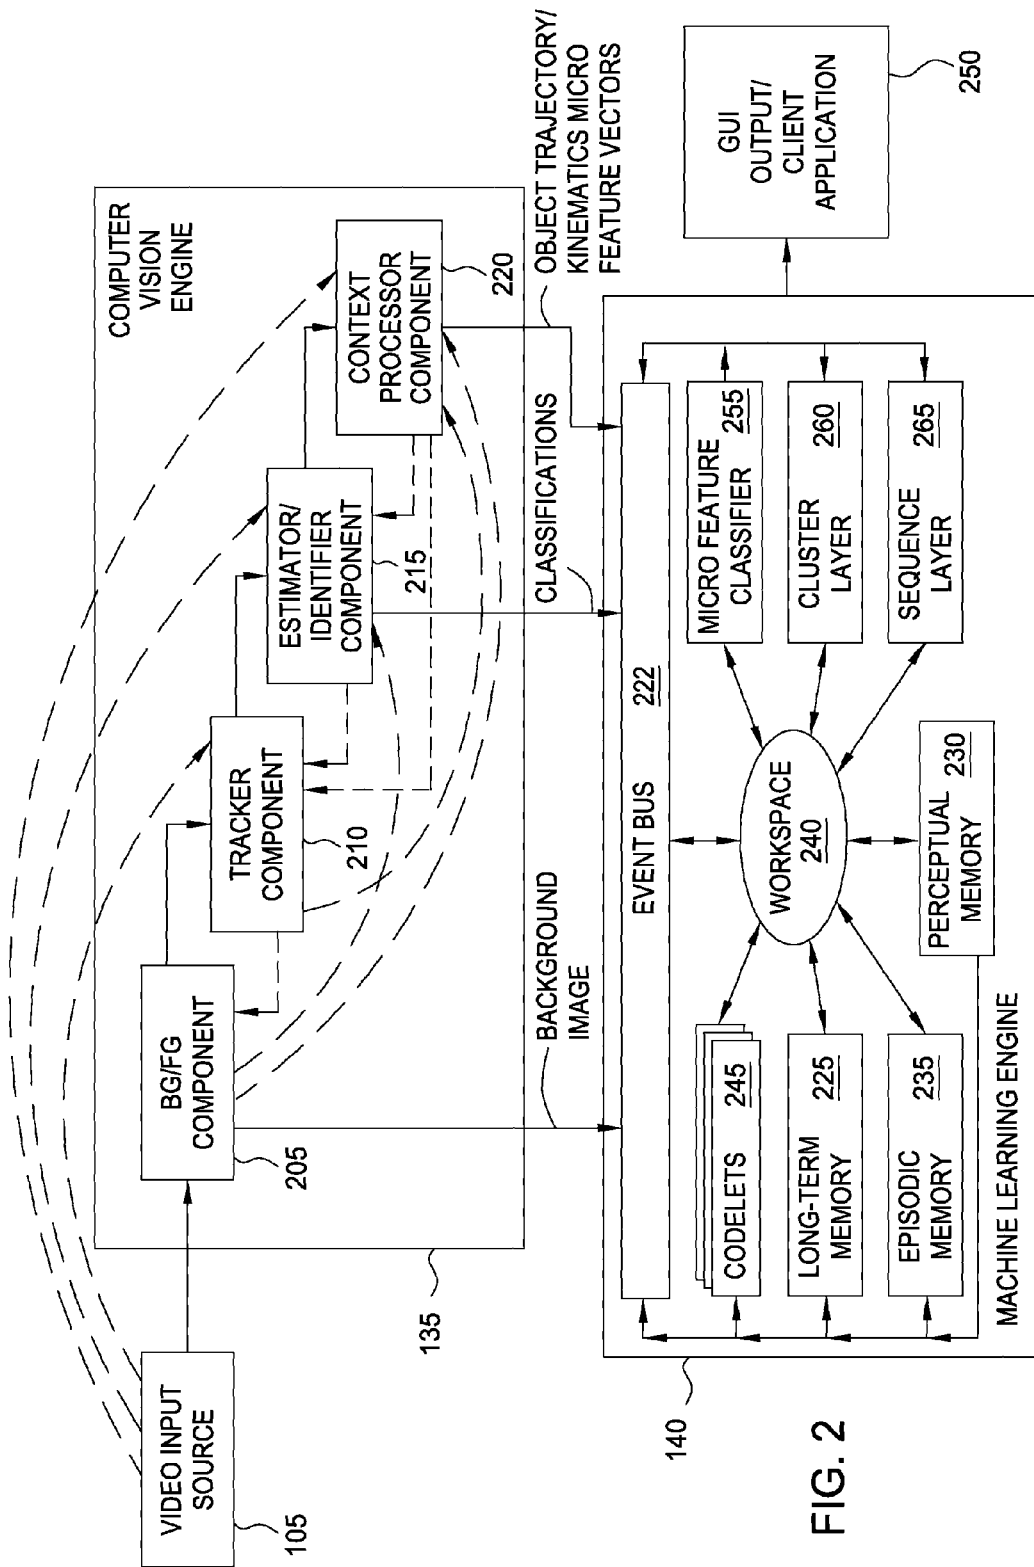 VIDEO INPUT
SOURCE
105
COMPUTER
VISION
ENGINE
135
BG/FG
COMPONENT
205
TRACKER
COMPONENT
210
ESTIMATOR/
IDENTIFIER
COMPONENT
215
CONTEXT
PROCESSOR
COMPONENT
220
BACKGROUND
IMAGE
CLASSIFICATIONS
OBJECT TRAJECTORY/
KINEMATICS MICRO
FEATURE VECTORS
EVENT BUS 222
CODELETS 245
LONG-TERM
MEMORY 225
EPISODIC
MEMORY 235
WORKSPACE
240
PERCEPTUAL
MEMORY 230
MICRO FEATURE
CLASSIFIER 255
CLUSTER
LAYER 260
SEQUENCE
LAYER 265
MACHINE LEARNING ENGINE
140
GUI
OUTPUT/
CLIENT
APPLICATION
250
FIG. 2